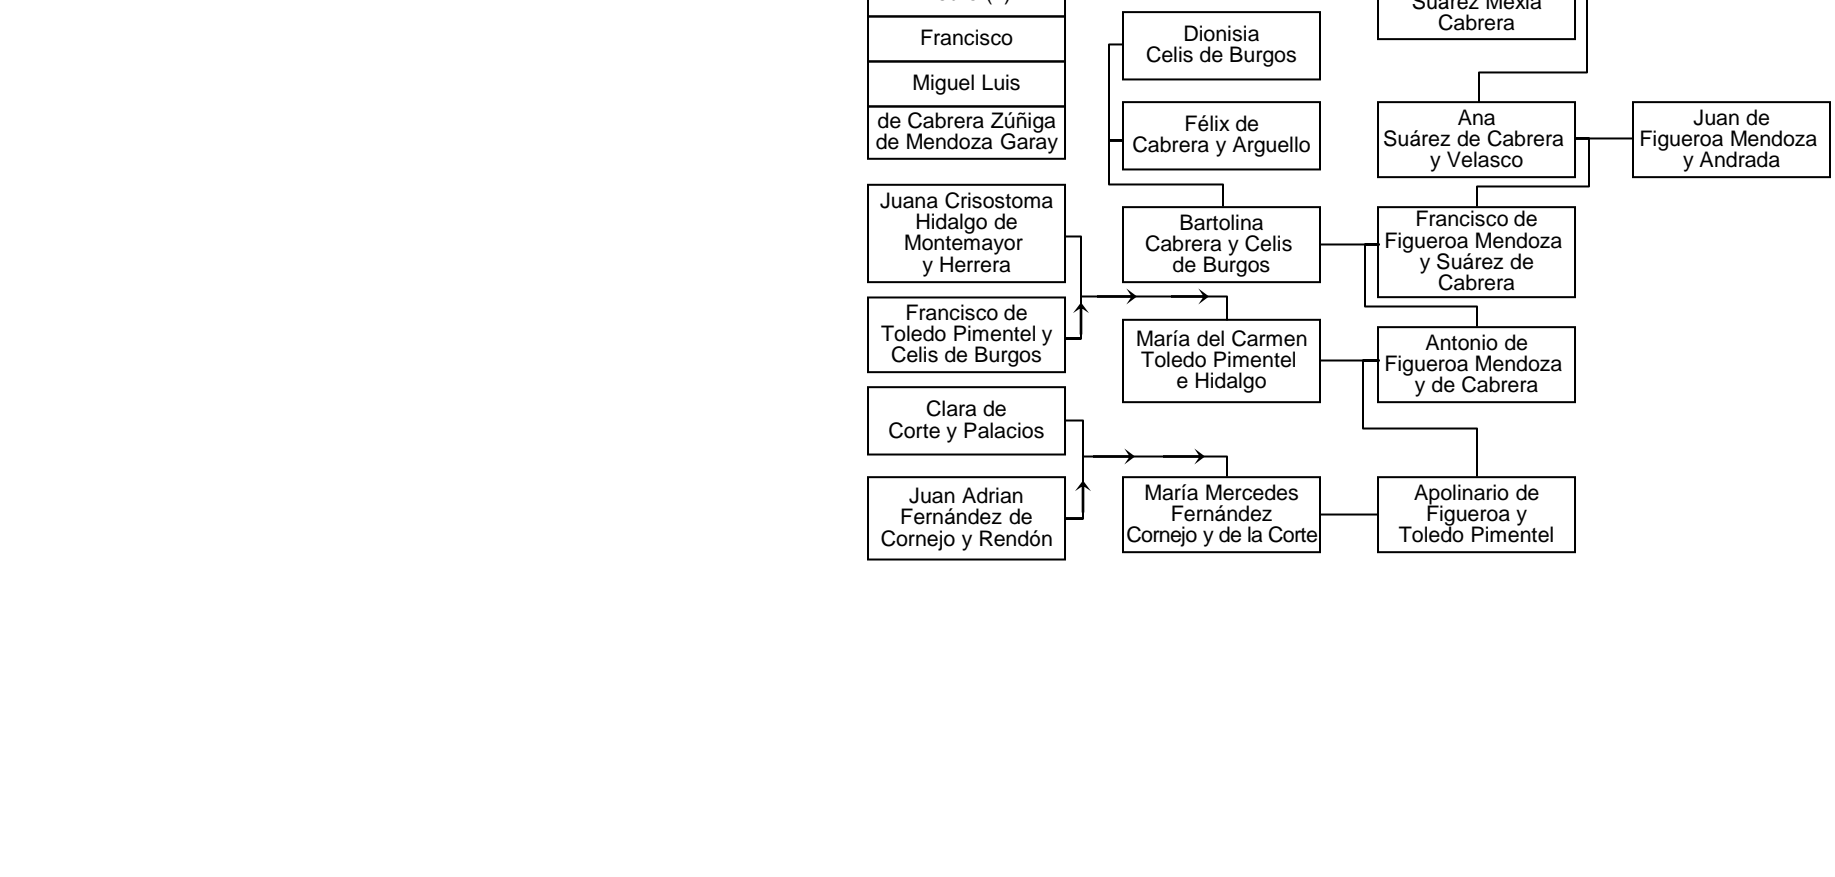 Suárez Mexía
Cabrera
Francisco
Miguel Luis
de Cabrera Zúñiga
de Mendoza Garay
Dionisia
Celis de Burgos
Félix de
Cabrera y Arguello
Ana
Suárez de Cabrera
y Velasco
Juan de
Figueroa Mendoza
y Andrada
Juana Crisostoma
Hidalgo de
Montemayor
y Herrera
Bartolina
Cabrera y Celis
de Burgos
Francisco de
Figueroa Mendoza
y Suárez de
Cabrera
Francisco de
Toledo Pimentel y
Celis de Burgos
María del Carmen
Toledo Pimentel
e Hidalgo
Antonio de
Figueroa Mendoza
y de Cabrera
Clara de
Corte y Palacios
Juan Adrian
Fernández de
Cornejo y Rendón
María Mercedes
Fernández
Cornejo y de la Corte
Apolinario de
Figueroa y
Toledo Pimentel